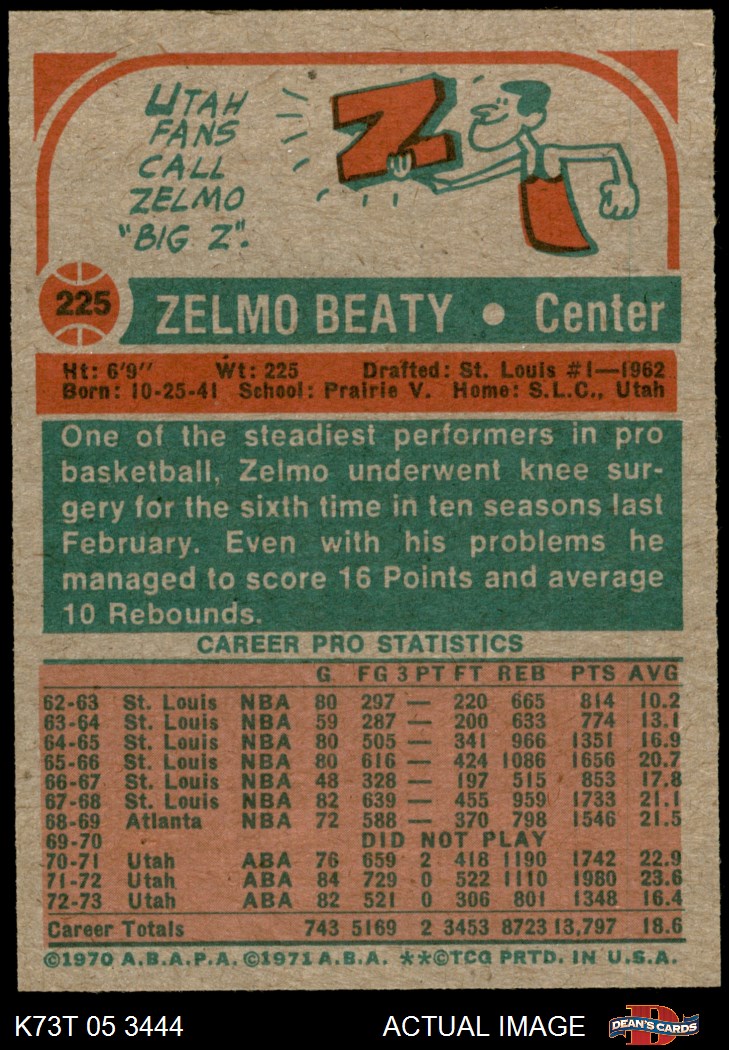 UTAH
FANS
CALL
ZELMO
"BIG Z".
Z
225
ZELMO BEATY • Center
Ht: 6'9" Wt: 225 Drafted: St. Louis #1—1962
Born: 10-25-41 School: Prairie V. Home: S.L.C., Utah
One of the steadiest performers in pro
basketball, Zelmo underwent knee sur-
gery for the sixth time in ten seasons last
February. Even with his problems he
managed to score 16 Points and average
10 Rebounds.
CAREER PRO STATISTICS
G FG 3 PT FT REB PTS AVG
62-63 St. Louis NBA 80 297 — 220 665 814 10.2
63-64 St. Louis NBA 59 287 — 200 633 774 13.1
64-65 St. Louis NBA 80 505 — 341 966 1351 16.9
65-66 St. Louis NBA 80 616 — 424 1086 1656 20.7
66-67 St. Louis NBA 48 328 — 197 515 853 17.8
67-68 St. Louis NBA 82 639 — 455 959 1733 21.1
68-69 Atlanta NBA 72 588 — 370 798 1546 21.5
69-70 DID NOT PLAY
70-71 Utah ABA 76 659 2 418 1190 1742 22.9
71-72 Utah ABA 84 729 0 522 1110 1980 23.6
72-73 Utah ABA 82 521 0 306 801 1348 16.4
Career Totals 743 5169 2 3453 8723 13,797 18.6
©1970 A.B.A.P.A. ©1971 A.B.A. **©TCG PRTD. IN U.S.A.
K73T 05 3444 ACTUAL IMAGE DEAN'S CARDS